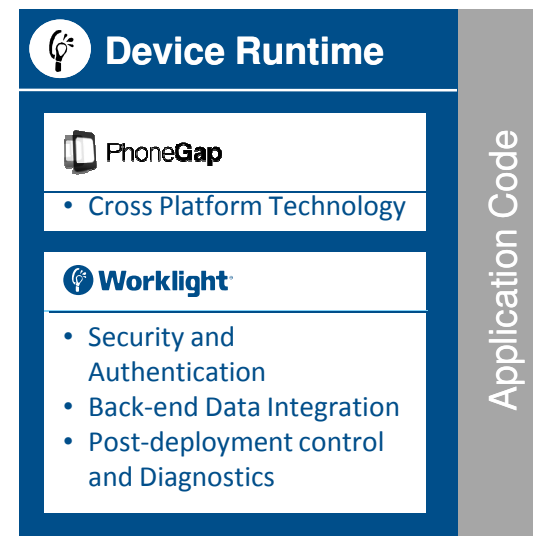 Device Runtime
PhoneGap
• Cross Platform Technology
Worklight
• Security and
Authentication
• Back-end Data Integration
• Post-deployment control
and Diagnostics
Application Code